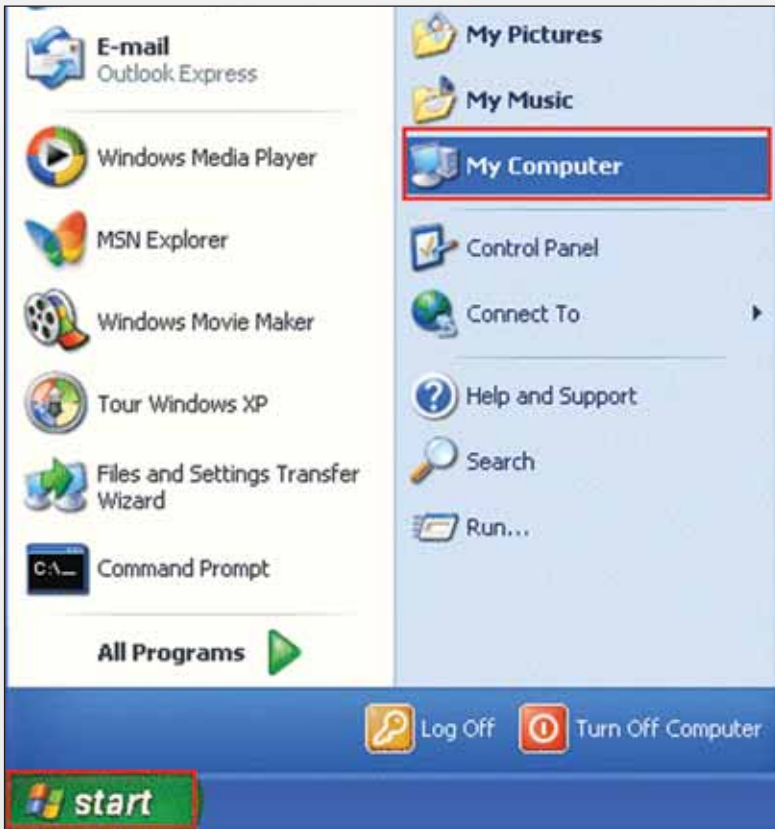 E-mail
Outlook Express
Windows Media Player
MSN Explorer
Windows Movie Maker
Tour Windows XP
Files and Settings Transfer
Wizard
C:\_
Command Prompt
All Programs
My Pictures
My Music
My Computer
Control Panel
Connect To
Help and Support
Search
Run...
Log Off
Turn Off Computer
start